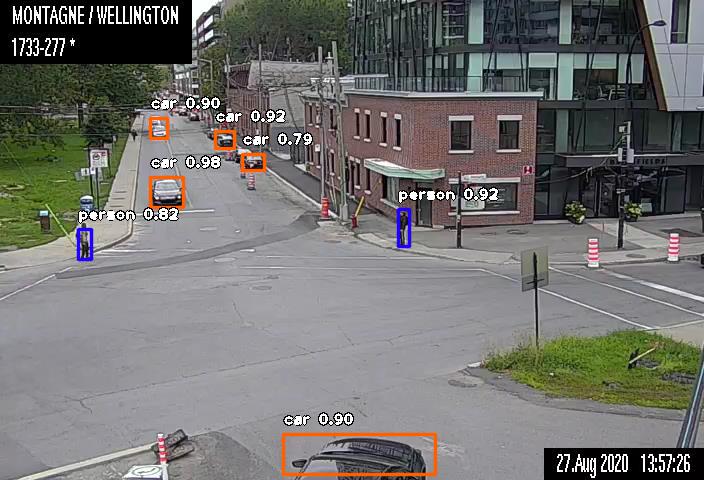 MONTAGNE / WELLINGTON
1733-277 *
car 0.90
car 0.92
car 0.79
car 0.98
person 0.92
person 0.82
car 0.90
27.Aug 2020 13:57:26